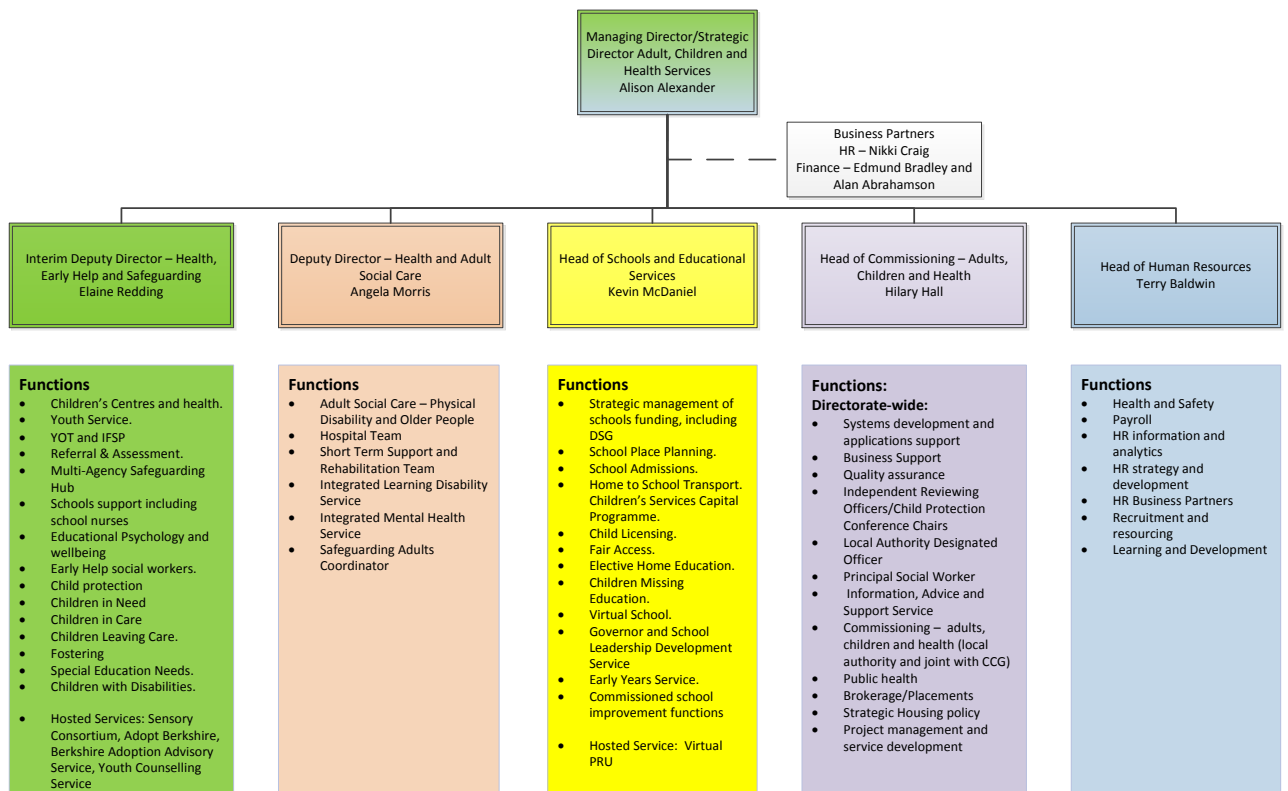 Managing Director/Strategic
Director Adult, Children and
Health Services
Alison Alexander
Business Partners
HR – Nikki Craig
Finance – Edmund Bradley and
Alan Abrahamson
Interim Deputy Director – Health,
Early Help and Safeguarding
Elaine Redding
Deputy Director – Health and Adult
Social Care
Angela Morris
Head of Schools and Educational
Services
Kevin McDaniel
Head of Commissioning – Adults,
Children and Health
Hilary Hall
Head of Human Resources
Terry Baldwin
Functions
• Children's Centres and health.
• Youth Service.
• YOT and IFSP
• Referral & Assessment.
• Multi-Agency Safeguarding
Hub
• Schools support including
school nurses
• Educational Psychology and
wellbeing
• Early Help social workers.
• Child protection
• Children in Need
• Children in Care
• Children Leaving Care.
• Fostering
• Special Education Needs.
• Children with Disabilities.
• Hosted Services: Sensory
Consortium, Adopt Berkshire,
Berkshire Adoption Advisory
Service, Youth Counselling
Service
Functions
• Adult Social Care – Physical
Disability and Older People
• Hospital Team
• Short Term Support and
Rehabilitation Team
• Integrated Learning Disability
Service
• Integrated Mental Health
Service
• Safeguarding Adults
Coordinator
Functions
• Strategic management of
schools funding, including
DSG
• School Place Planning.
• School Admissions.
• Home to School Transport.
Children's Services Capital
Programme.
• Child Licensing.
• Fair Access.
• Elective Home Education.
• Children Missing
Education.
• Virtual School.
• Governor and School
Leadership Development
Service
• Early Years Service.
• Commissioned school
improvement functions
• Hosted Service: Virtual
PRU
Functions:
Directorate-wide:
• Systems development and
applications support
• Business Support
• Quality assurance
• Independent Reviewing
Officers/Child Protection
Conference Chairs
• Local Authority Designated
Officer
• Principal Social Worker
• Information, Advice and
Support Service
• Commissioning – adults,
children and health (local
authority and joint with CCG)
• Public health
• Brokerage/Placements
• Strategic Housing policy
• Project management and
service development
Functions
• Health and Safety
• Payroll
• HR information and
analytics
• HR strategy and
development
• HR Business Partners
• Recruitment and
resourcing
• Learning and Development